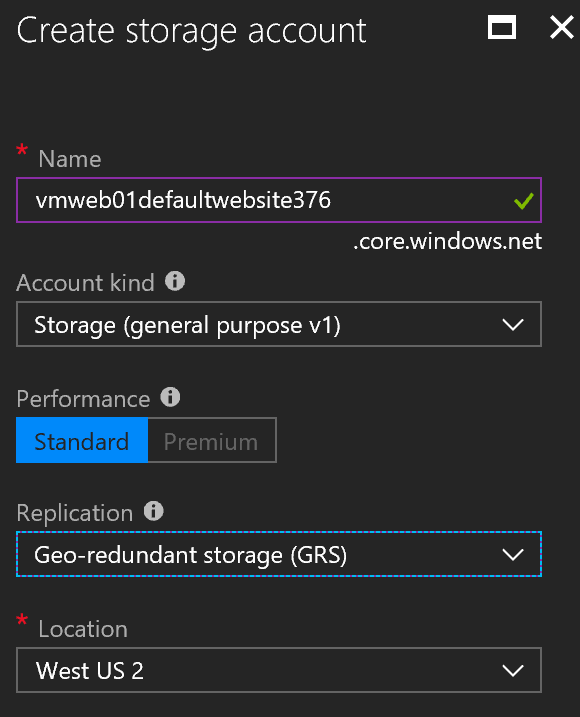 Create storage account
* Name
vmweb01defaultwebsite376
.core.windows.net
Account kind
Storage (general purpose v1)
Performance
Standard Premium
Replication
Geo-redundant storage (GRS)
* Location
West US 2